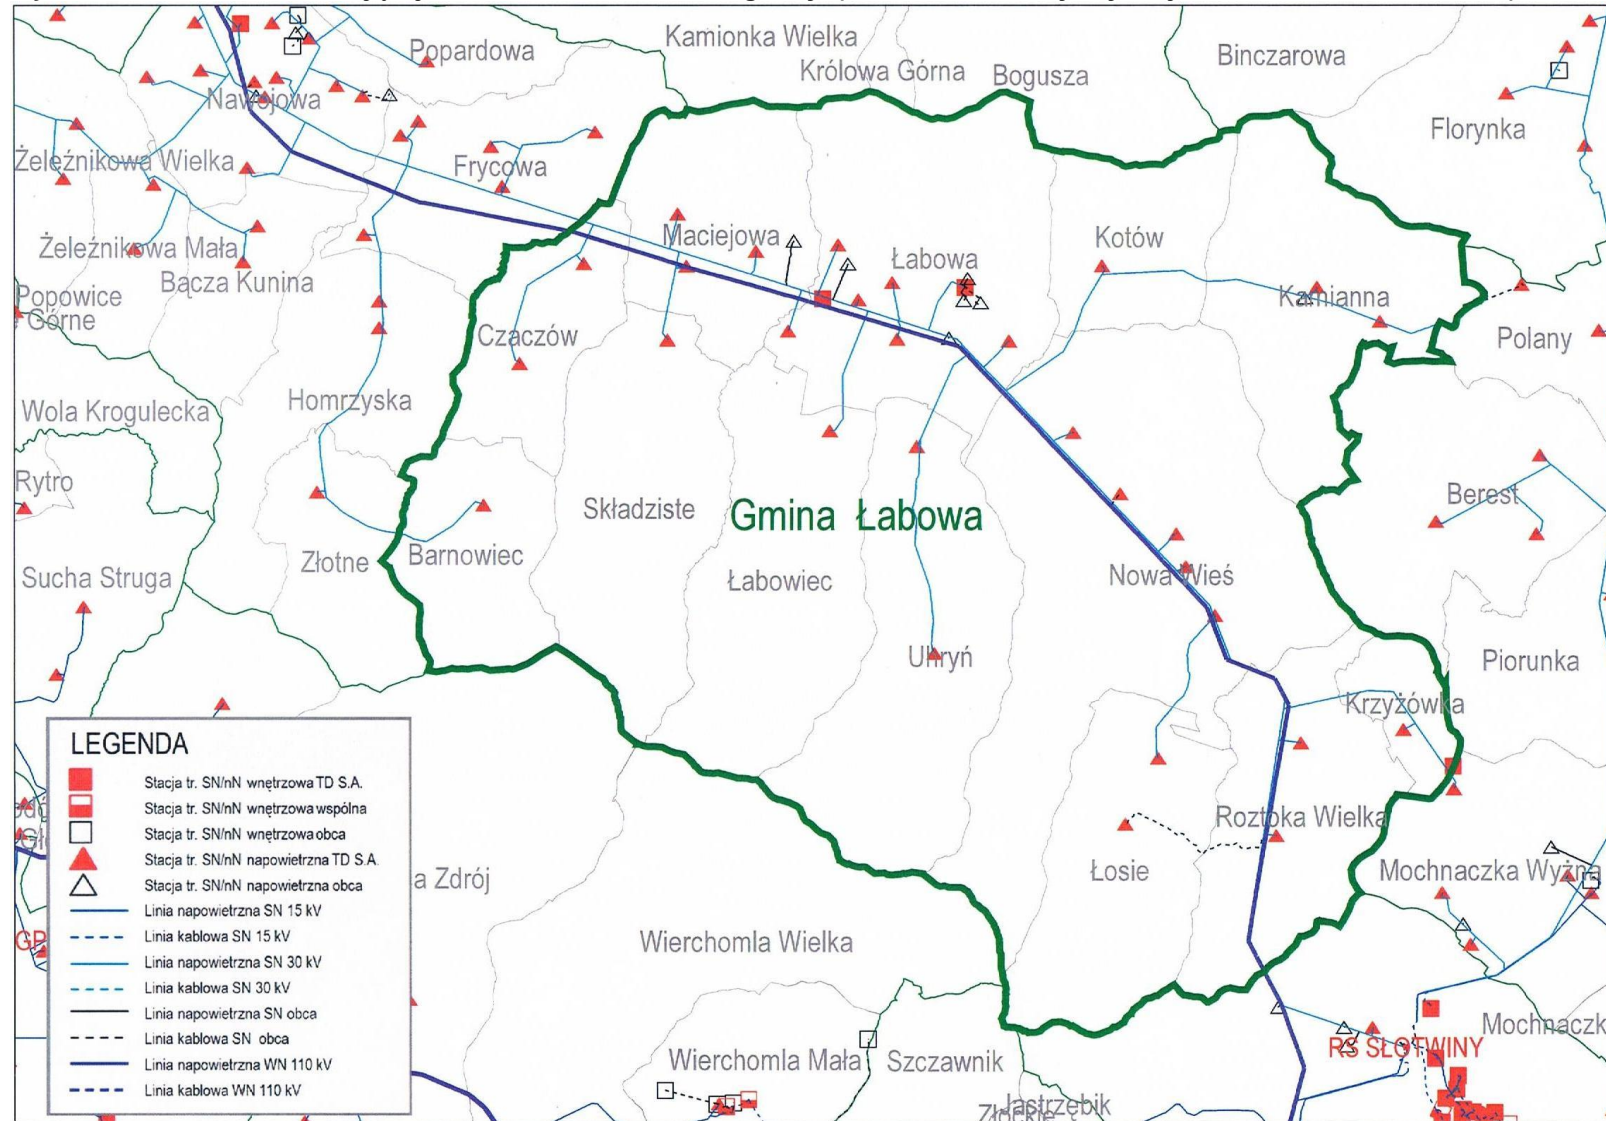 Kamionka Wielka
Binczarowa
Popardowa
Królowa Górna
Bogusza
Nawojowa
Florynka
Żeleźnikowa Wielka
Frycowa
Maciejowa
Kotów
Żeleźnikowa Mała
Łabowa
Bącza Kunina
Popowice
Kamianna
Górne
Czaczów
Polany
Homrzyska
Wola Krogulecka
Rytro
Berest
Składziste
Gmina Łabowa
Złotne
Barnowiec
Sucha Struga
Łabowiec
Nowa Wieś
Uhryń
Piorunka
Krzyżówka
LEGENDA
Stacja tr. SN/nN wnętrzowa TD S.A.
Stacja tr. SN/nN wnętrzowa wspólna
Stacja tr. SN/nN wnętrzowa obca
Stacja tr. SN/nN napowietrzna TD S.A.
Stacja tr. SN/nN napowietrzna obca
Linia napowietrzna SN 15 kV
Linia kablowa SN 15 kV
Linia napowietrzna SN 30 kV
Linia kablowa SN 30 kV
Linia napowietrzna SN obca
Linia kablowa SN obca
Linia napowietrzna WN 110 kV
Linia kablowa WN 110 kV
Roztoka Wielka
Łosie
Mochnaczka Wyżna
a Zdrój
GP
Wierchomla Wielka
Mochnaczk
RS SŁOTWINY
Wierchomla Mała
Szczawnik
Jastrzębik
Złockie